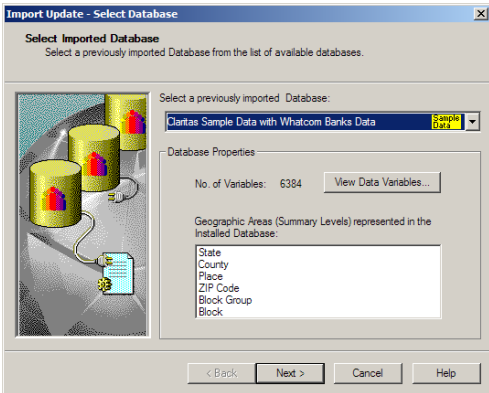 Import Update - Select Database
Select Imported Database
Select a previously imported Database from the list of available databases.
Select a previously imported Database:
Claritas Sample Data with Whatcom Banks Data
Sample
Data
Database Properties
No. of Variables: 6384
View Data Variables...
Geographic Areas (Summary Levels) represented in the
Installed Database:
State
County
Place
ZIP Code
Block Group
Block
< Back
Next >
Cancel
Help